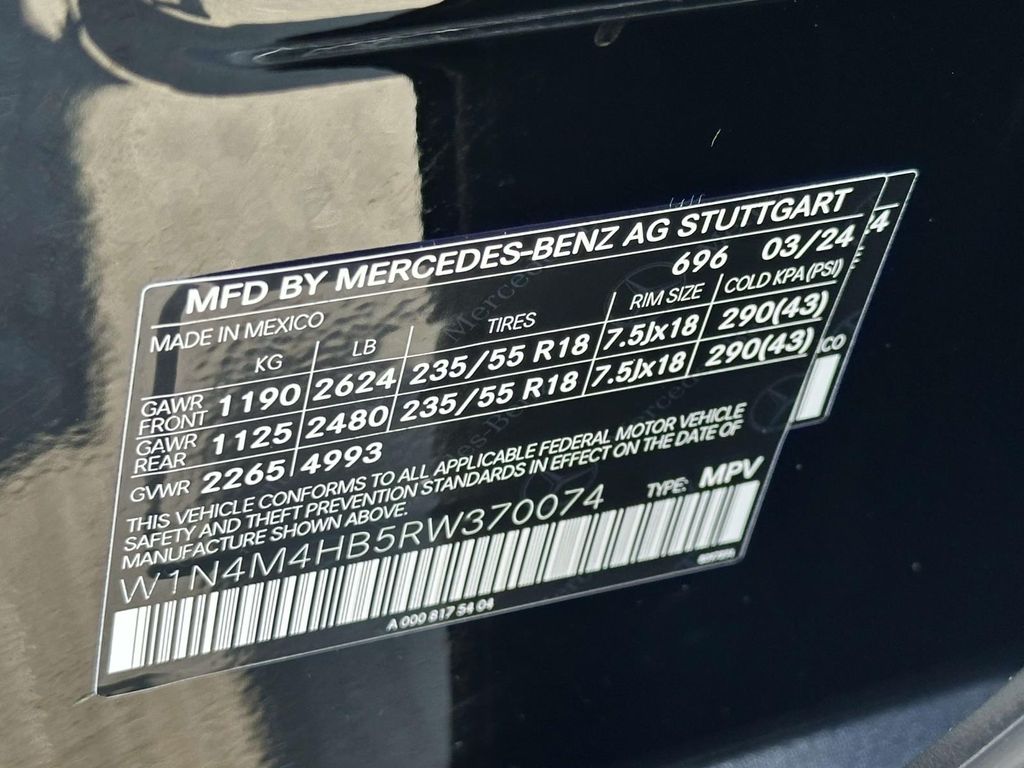 MFD BY MERCEDES-BENZ AG STUTTGART
MADE IN MEXICO 696 03/24
KG LB TIRES RIM SIZE COLD KPA (PSI)
GAWR FRONT 1190 2624 235/55 R18 7.5Jx18 290(43)
GAWR REAR 1125 2480 235/55 R18 7.5Jx18 290(43)
GVWR 2265 4993
THIS VEHICLE CONFORMS TO ALL APPLICABLE FEDERAL MOTOR VEHICLE
SAFETY AND THEFT PREVENTION STANDARDS IN EFFECT ON THE DATE OF
MANUFACTURE SHOWN ABOVE.
W1N4M4HB5RW370074 TYPE: MPV
A 000 817 54 04
CO